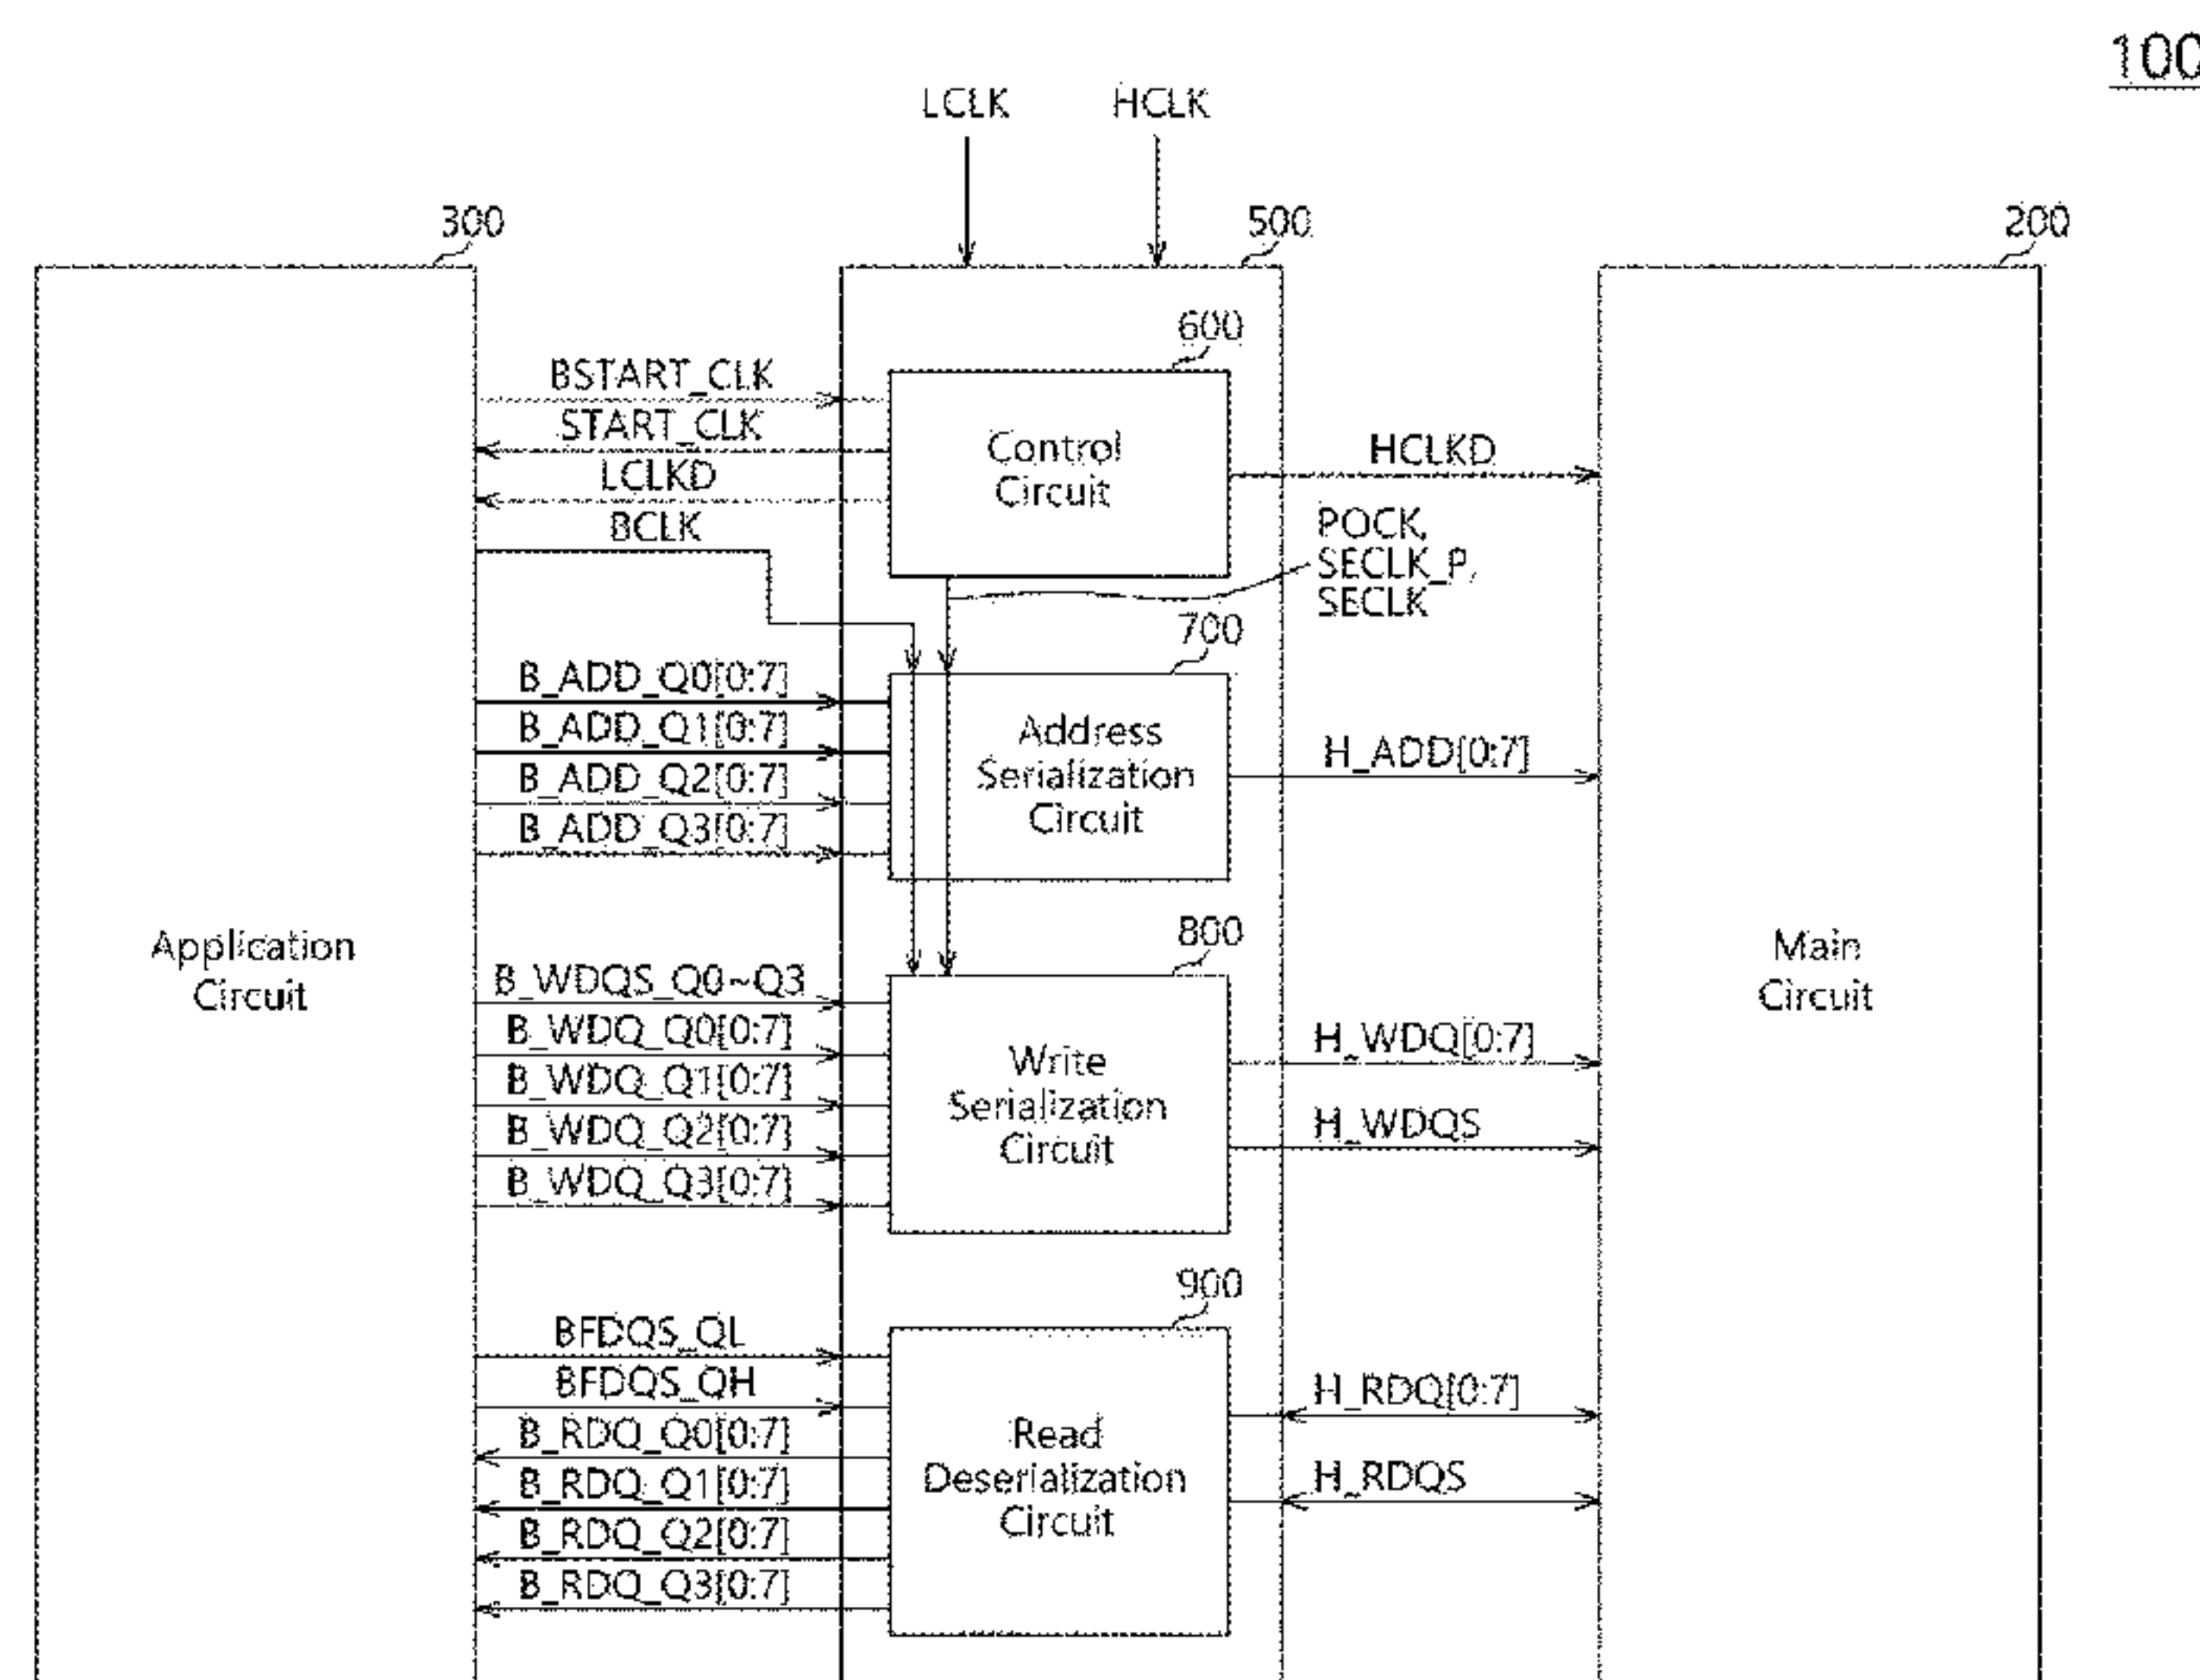 100
LCLK
HCLK
300
500
200
600
BSTART_CLK
START_CLK
LCLKD
BCLK
Control
Circuit
HCLKD
POCK,
SECLK_P,
SECLK
700
B_ADD_Q0[0:7]
B_ADD_Q1[0:7]
B_ADD_Q2[0:7]
B_ADD_Q3[0:7]
Address
Serialization
Circuit
H_ADD[0:7]
Application
Circuit
800
Main
Circuit
B_WDQS_Q0~Q3
B_WDQ_Q0[0:7]
B_WDQ_Q1[0:7]
B_WDQ_Q2[0:7]
B_WDQ_Q3[0:7]
Write
Serialization
Circuit
H_WDQ[0:7]
H_WDQS
900
BFDQS_QL
BFDQS_QH
B_RDQ_Q0[0:7]
B_RDQ_Q1[0:7]
B_RDQ_Q2[0:7]
B_RDQ_Q3[0:7]
Read
Deserialization
Circuit
H_RDQ[0:7]
H_RDQS